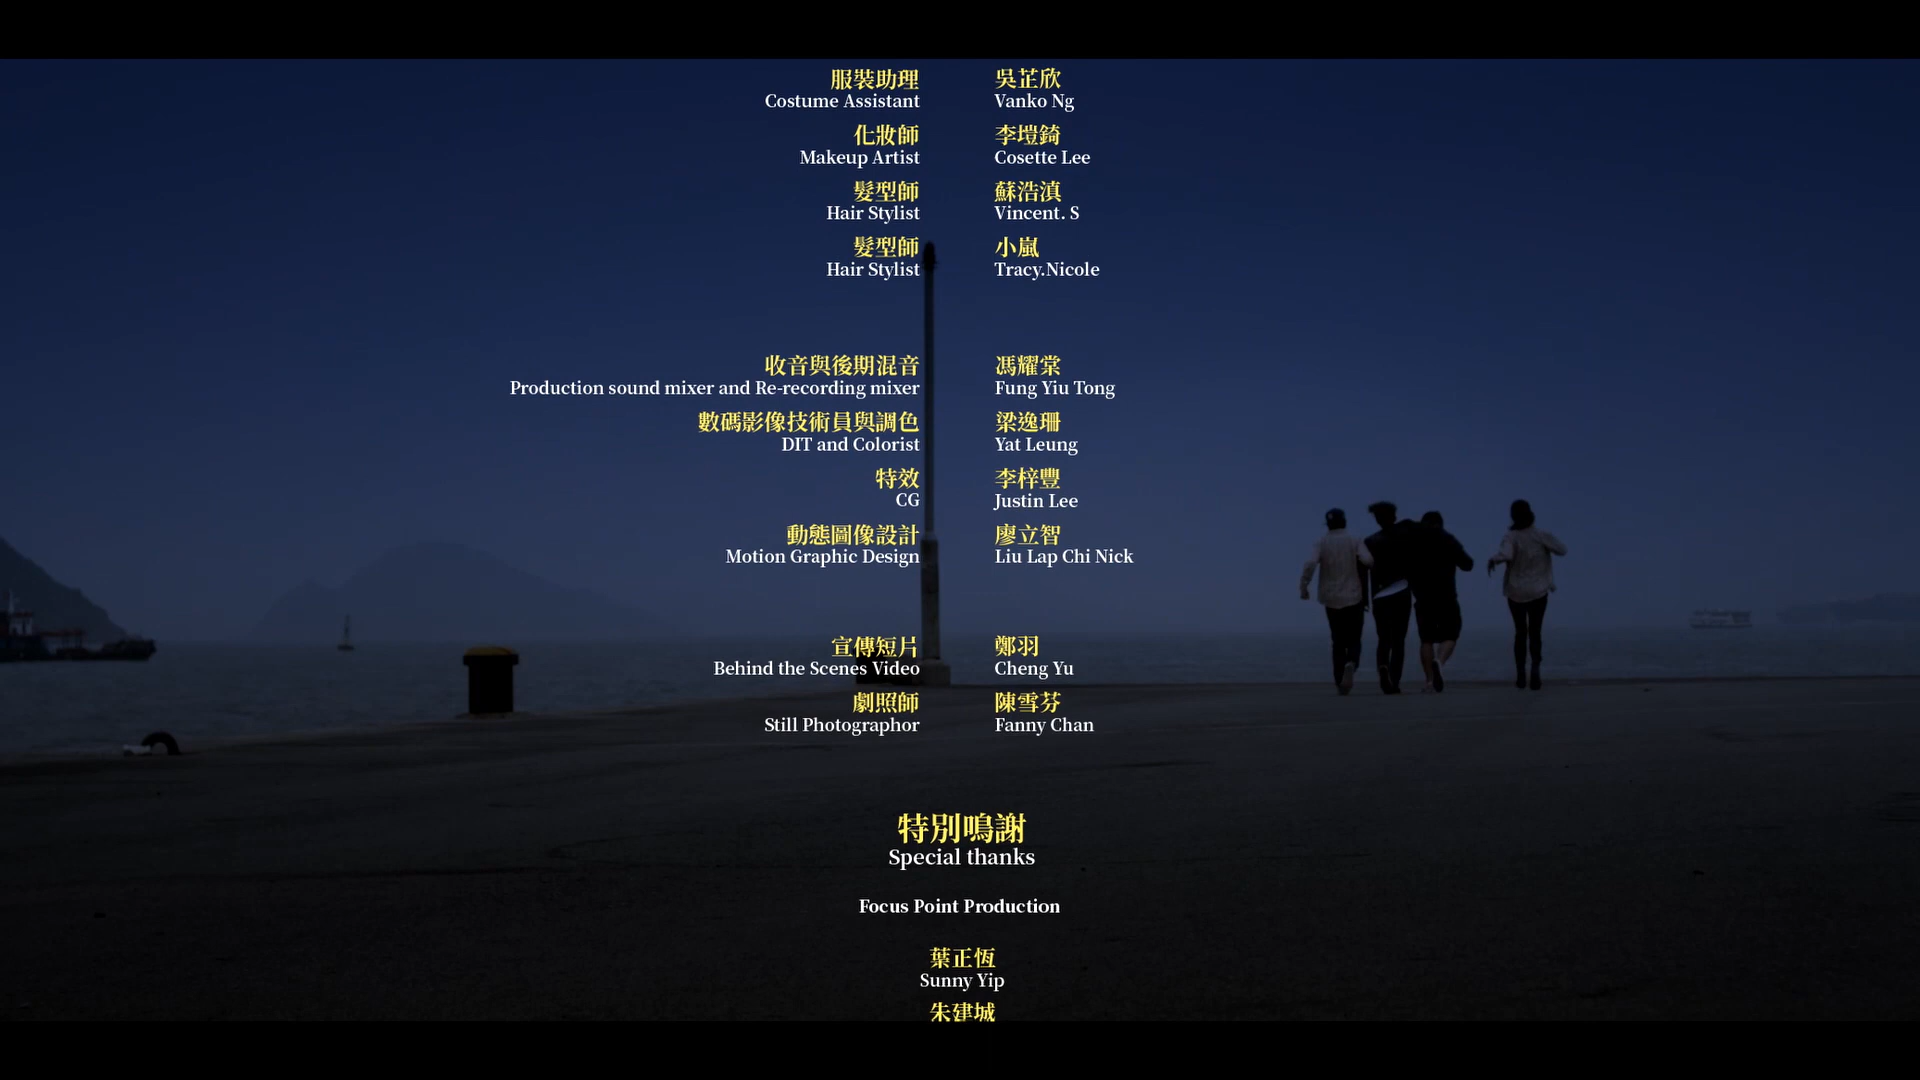 服裝助理 吳芷欣
Costume Assistant Vanko Ng
化妝師 李塏錡
Makeup Artist Cosette Lee
髮型師 蘇浩滇
Hair Stylist Vincent. S
髮型師 小嵐
Hair Stylist Tracy.Nicole
收音與後期混音 馮耀棠
Production sound mixer and Re-recording mixer Fung Yiu Tong
數碼影像技術員與調色 梁逸珊
DIT and Colorist Yat Leung
特效 李梓豐
CG Justin Lee
動態圖像設計 廖立智
Motion Graphic Design Liu Lap Chi Nick
宣傳短片 鄭羽
Behind the Scenes Video Cheng Yu
劇照師 陳雪芬
Still Photographor Fanny Chan
特別鳴謝
Special thanks
Focus Point Production
葉正恆
Sunny Yip
朱建城